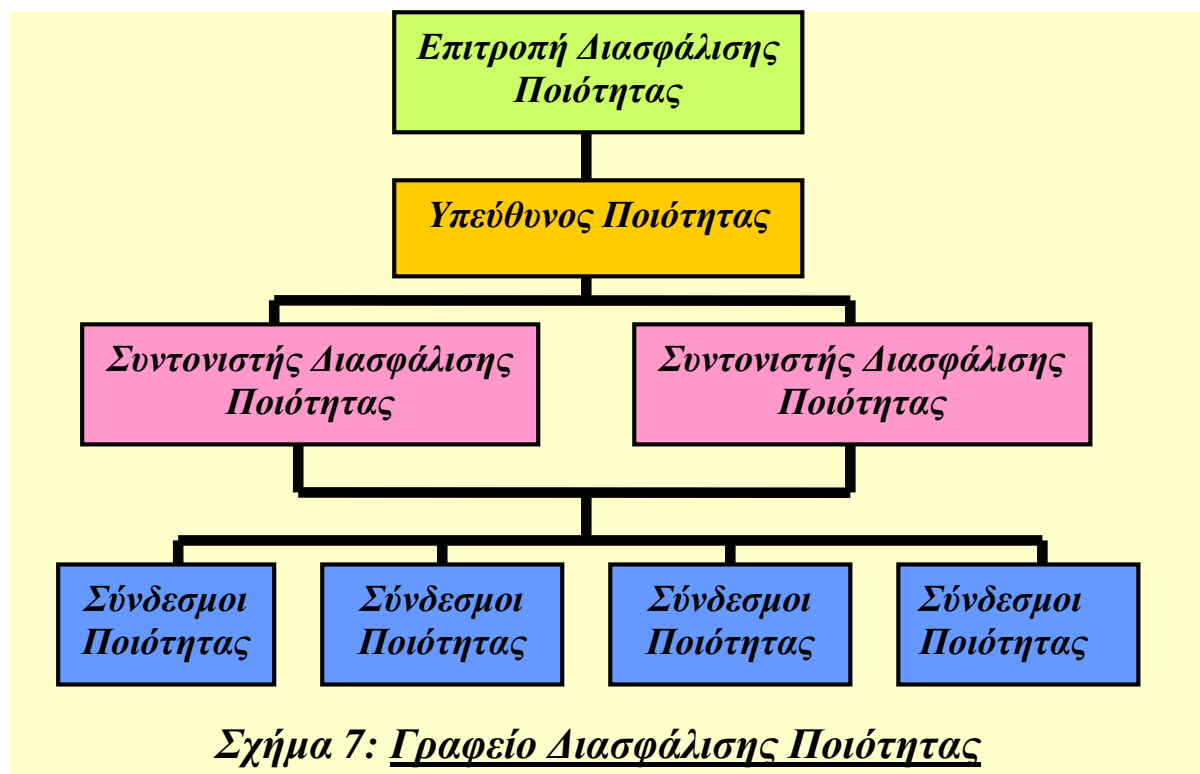 Επιτροπή Διασφάλισης
Ποιότητας
Υπεύθυνος Ποιότητας
Συντονιστής Διασφάλισης
Ποιότητας
Συντονιστής Διασφάλισης
Ποιότητας
Σύνδεσμοι
Ποιότητας
Σύνδεσμοι
Ποιότητας
Σύνδεσμοι
Ποιότητας
Σύνδεσμοι
Ποιότητας
Σχήμα 7: Γραφείο Διασφάλισης Ποιότητας